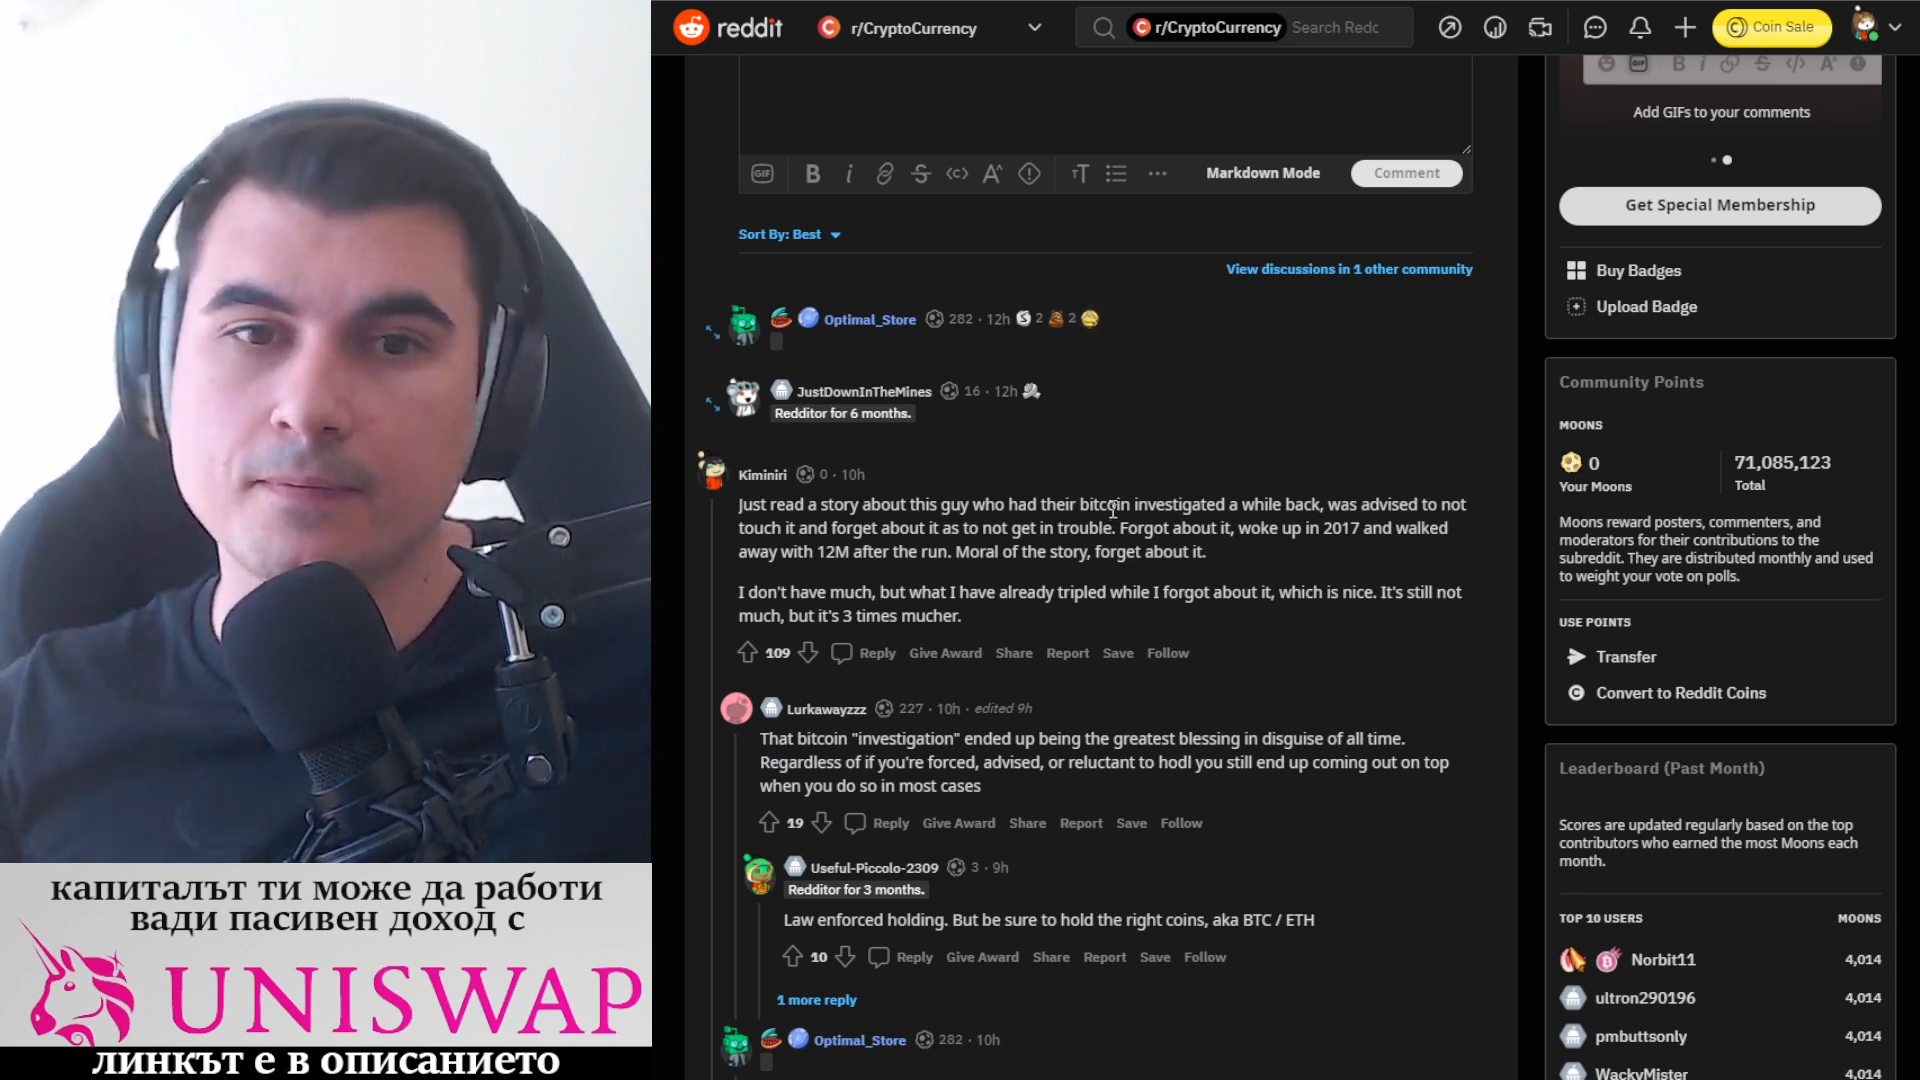 reddit
r/CryptoCurrency
r/CryptoCurrency Search Redc
Coin Sale
GIF B i
Add GIFs to your comments
GIF B i S <c> A тT ... Markdown Mode Comment
Get Special Membership
Sort By: Best
View discussions in 1 other community
Buy Badges
Upload Badge
Optimal_Store 282 · 12h S 2 2
JustDownInTheMines 16 · 12h
Redditor for 6 months.
Community Points
MOONS
0 71,085,123
Your Moons Total
Kiminiri 0 · 10h
Just read a story about this guy who had their bitcoin investigated a while back, was advised to not
touch it and forget about it as to not get in trouble. Forgot about it, woke up in 2017 and walked
away with 12M after the run. Moral of the story, forget about it.
I don't have much, but what I have already tripled while I forgot about it, which is nice. It's still not
much, but it's 3 times mucher.
109 Reply Give Award Share Report Save Follow
Moons reward posters, commenters, and
moderators for their contributions to the
subreddit. They are distributed monthly and used
to weight your vote on polls.
USE POINTS
Transfer
Convert to Reddit Coins
Lurkawayzzz 227 · 10h · edited 9h
That bitcoin "investigation" ended up being the greatest blessing in disguise of all time.
Regardless of if you're forced, advised, or reluctant to hodl you still end up coming out on top
when you do so in most cases
19 Reply Give Award Share Report Save Follow
Leaderboard (Past Month)
Scores are updated regularly based on the top
contributors who earned the most Moons each
month.
Useful-Piccolo-2309 3 · 9h
Redditor for 3 months.
Law enforced holding. But be sure to hold the right coins, aka BTC / ETH
10 Reply Give Award Share Report Save Follow
1 more reply
Optimal_Store 282 · 10h
TOP 10 USERS MOONS
Norbit11 4,014
ultron290196 4,014
pmbuttsonly 4,014
WackyMister 4,014
капиталът ти може да работи
вади пасивен доход с
UNISWAP
линкът е в описанието